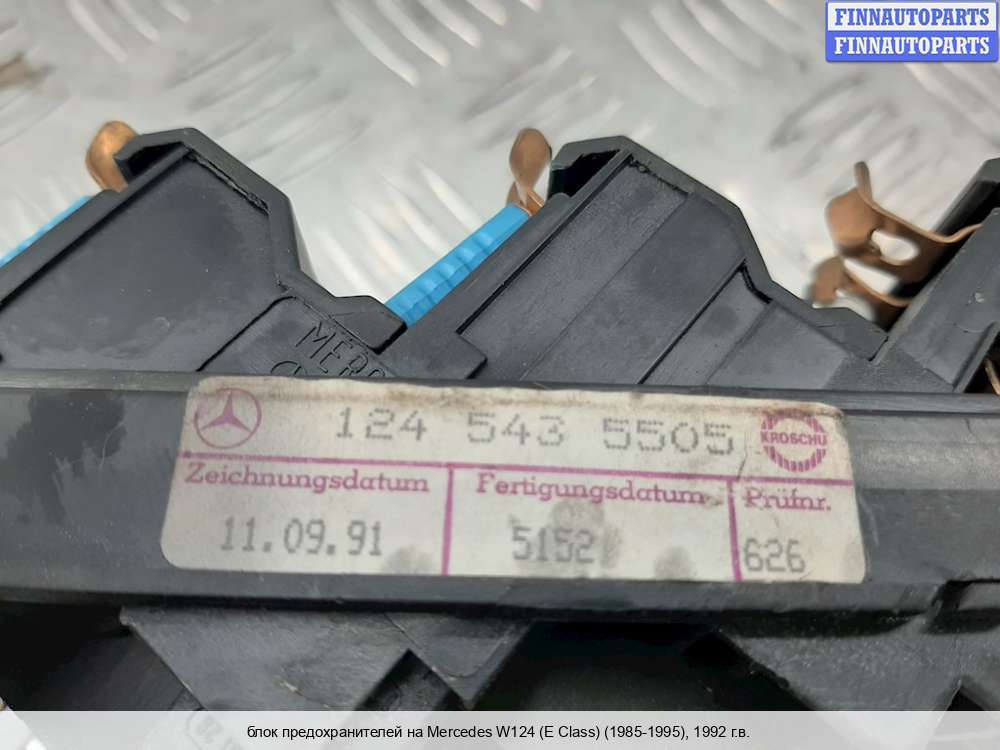 FINNAUTOPARTS
FINNAUTOPARTS
124 543 5505
KROSCHU
Zeichnungsdatum Fertigungsdatum Prüfnr.
11.09.91 5152 626
блок предохранителей на Mercedes W124 (E Class) (1985-1995), 1992 г.в.